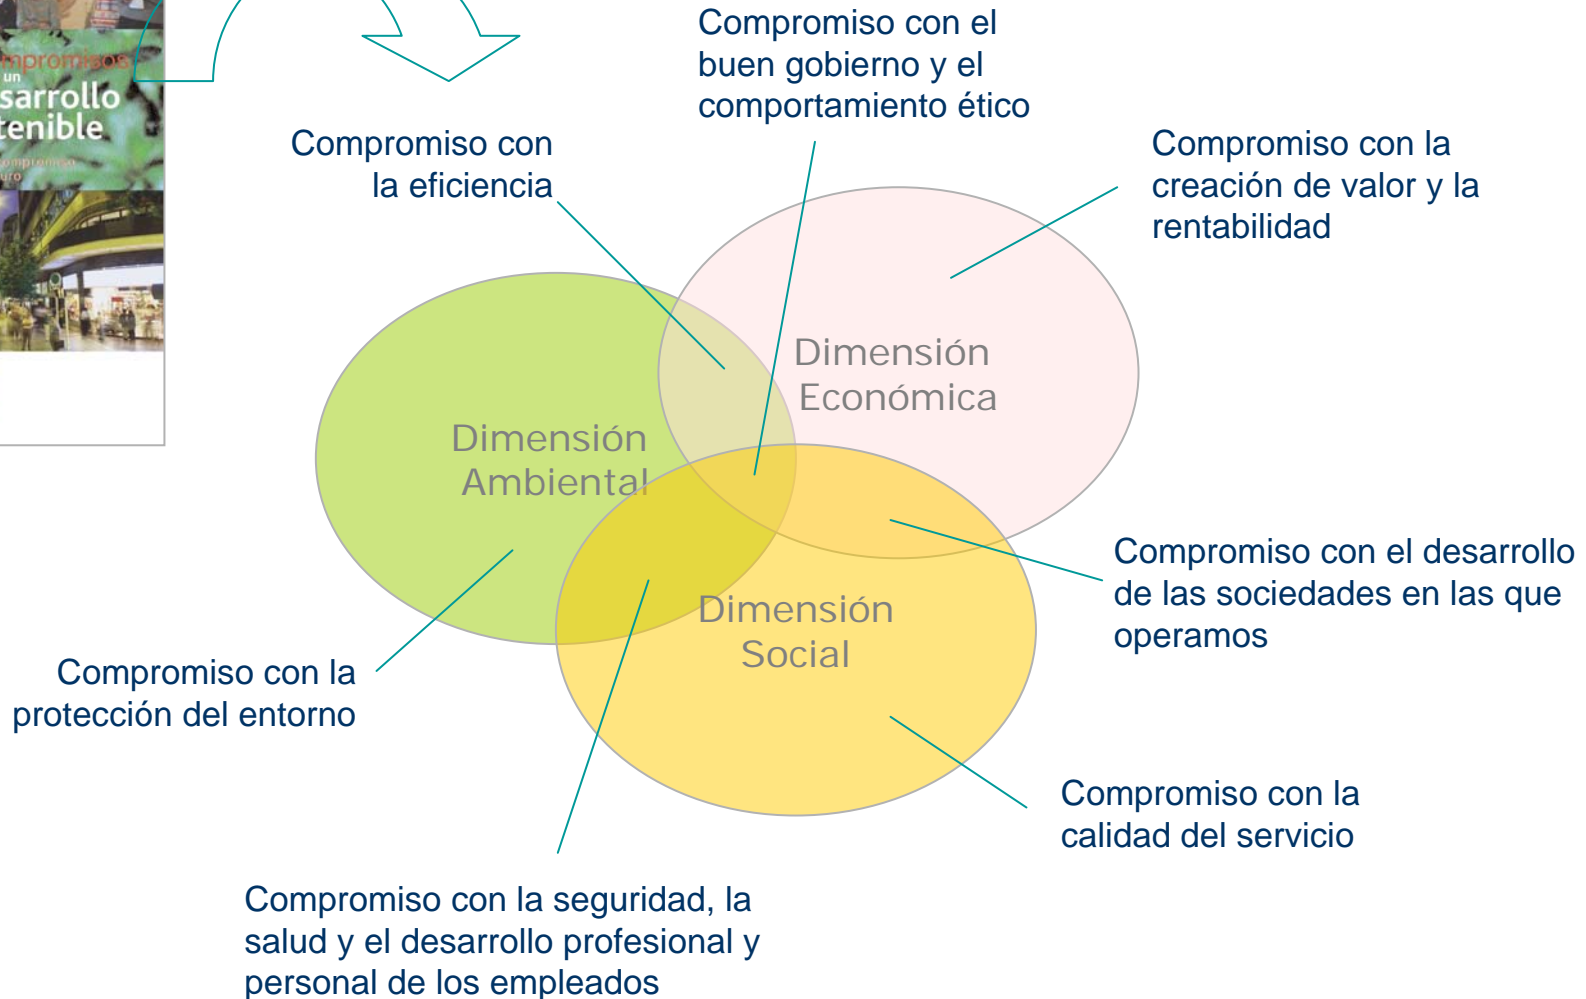 Compromiso con el
buen gobierno y el
comportamiento ético
un
Compromiso con
la eficiencia
Compromiso con la
creación de valor y la
rentabilidad
Dimensión
Económica
Dimensión
Ambiental
Dimensión
Social
Compromiso con el desarrollo
de las sociedades en las que
operamos
Compromiso con la
protección del entorno
Compromiso con la
calidad del servicio
Compromiso con la seguridad, la
salud y el desarrollo profesional y
personal de los empleados